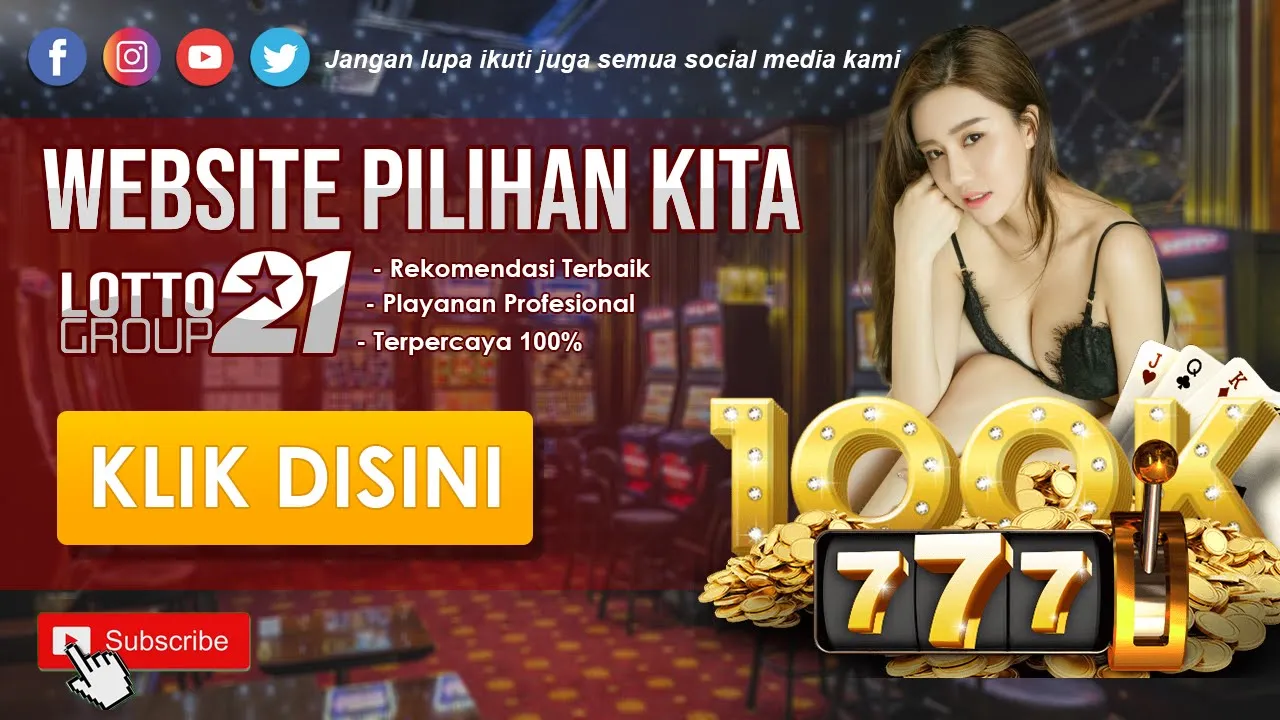 Jangan lupa ikuti juga semua social media kami
WEBSITE PILIHAN KITA
LOTTO
GROUP 21
- Rekomendasi Terbaik
- Playanan Profesional
- Terpercaya 100%
KLIK DISINI
J
Q
K
100K
777
Subscribe